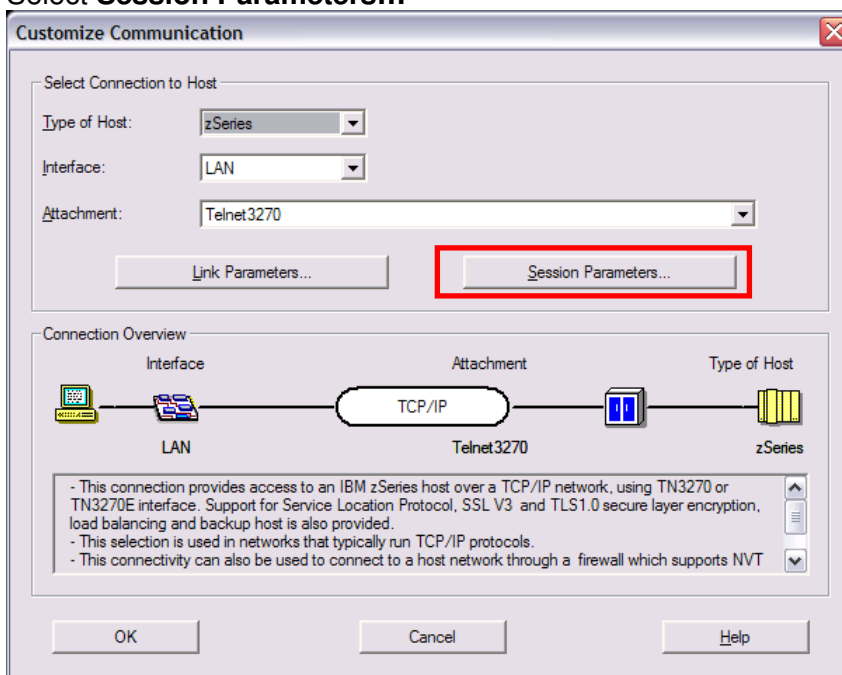 Select Session Parameters...
Customize Communication
Select Connection to Host
Type of Host:
zSeries
Interface:
LAN
Attachment:
Telnet3270
Link Parameters...
Session Parameters...
Connection Overview
Interface
Attachment
Type of Host
TCP/IP
LAN
Telnet3270
zSeries
- This connection provides access to an IBM zSeries host over a TCP/IP network, using TN3270 or
TN3270E interface. Support for Service Location Protocol, SSL V3 and TLS1.0 secure layer encryption,
load balancing and backup host is also provided.
- This selection is used in networks that typically run TCP/IP protocols.
- This connectivity can also be used to connect to a host network through a firewall which supports NVT
OK
Cancel
Help